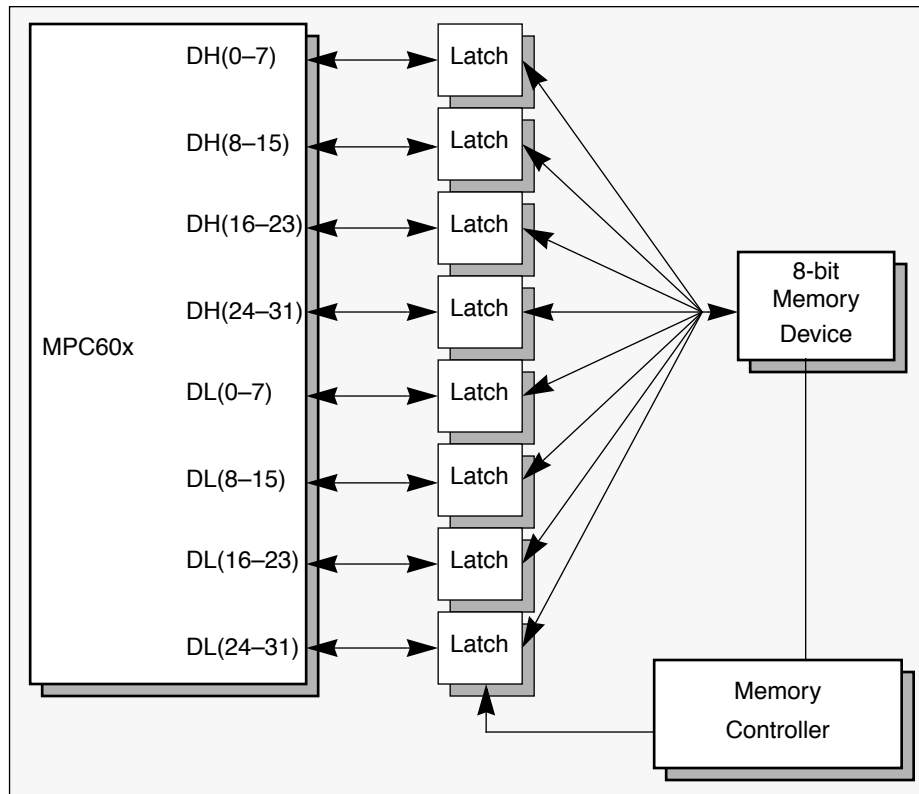 DH(0–7)
Latch
DH(8–15)
Latch
DH(16–23)
Latch
DH(24–31)
Latch
8-bit
Memory
Device
MPC60x
DL(0–7)
Latch
DL(8–15)
Latch
DL(16–23)
Latch
DL(24–31)
Latch
Memory
Controller